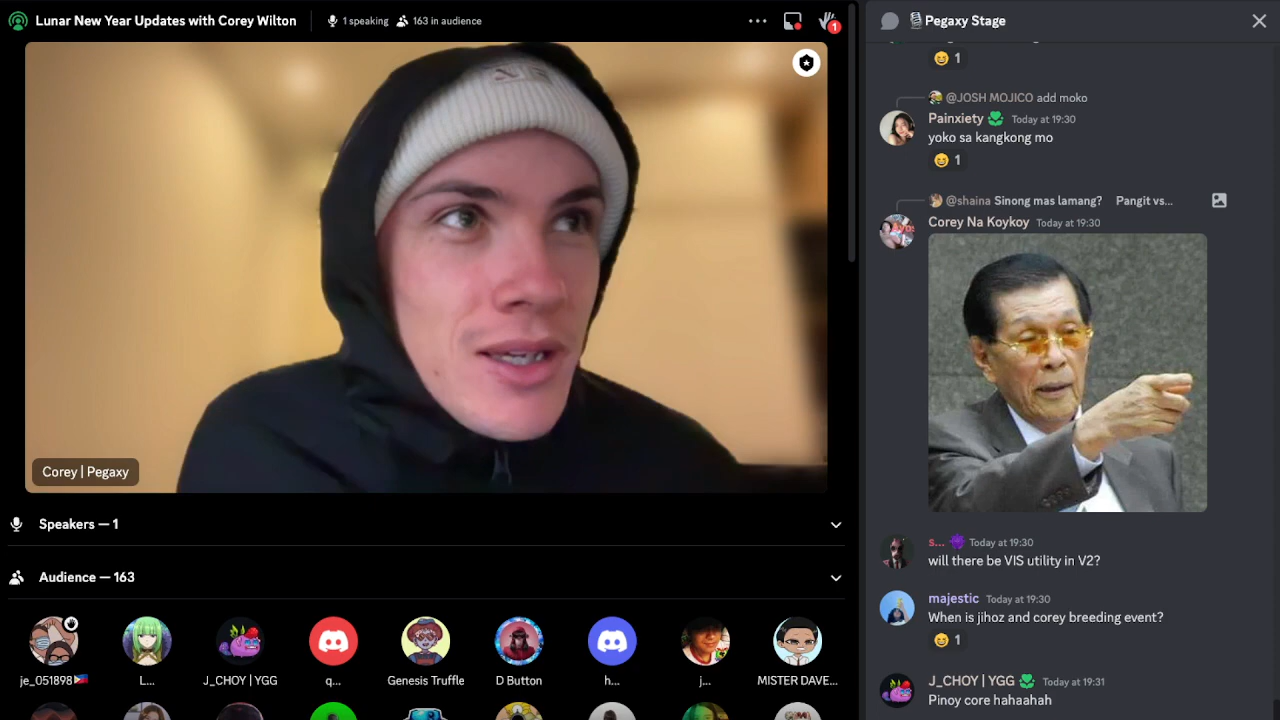 Lunar New Year Updates with Corey Wilton
1 speaking
163 in audience
1
Corey | Pegaxy
Speakers — 1
Audience — 163
je_051898
L...
J_CHOY | YGG
q...
Genesis Truffle
D Button
h...
j...
MISTER DAVE...
Pegaxy Stage
1
@JOSH MOJICO add moko
Painxiety Today at 19:30
yoko sa kangkong mo
1
@shaina Sinong mas lamang? Pangit vs...
Corey Na Koykoy Today at 19:30
s... Today at 19:30
will there be VIS utility in V2?
majestic Today at 19:30
When is jihoz and corey breeding event?
1
J_CHOY | YGG Today at 19:31
Pinoy core hahaahah